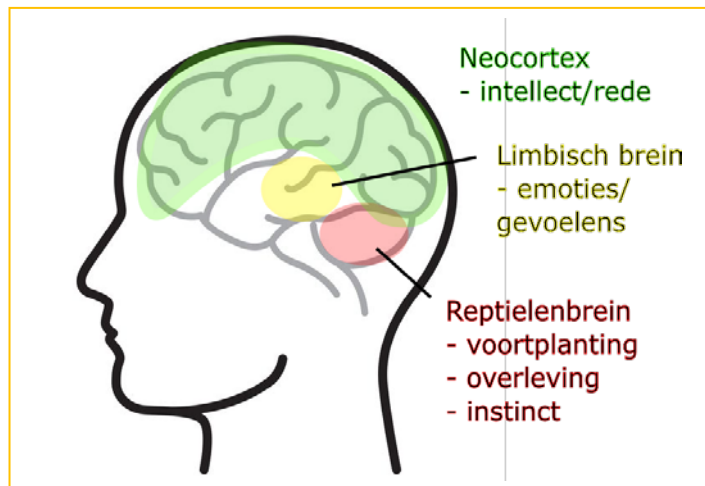 Neocortex
- intellect/rede
Limbisch brein
- emoties/
gevoelens
Reptielenbrein
- voortplanting
- overleving
- instinct